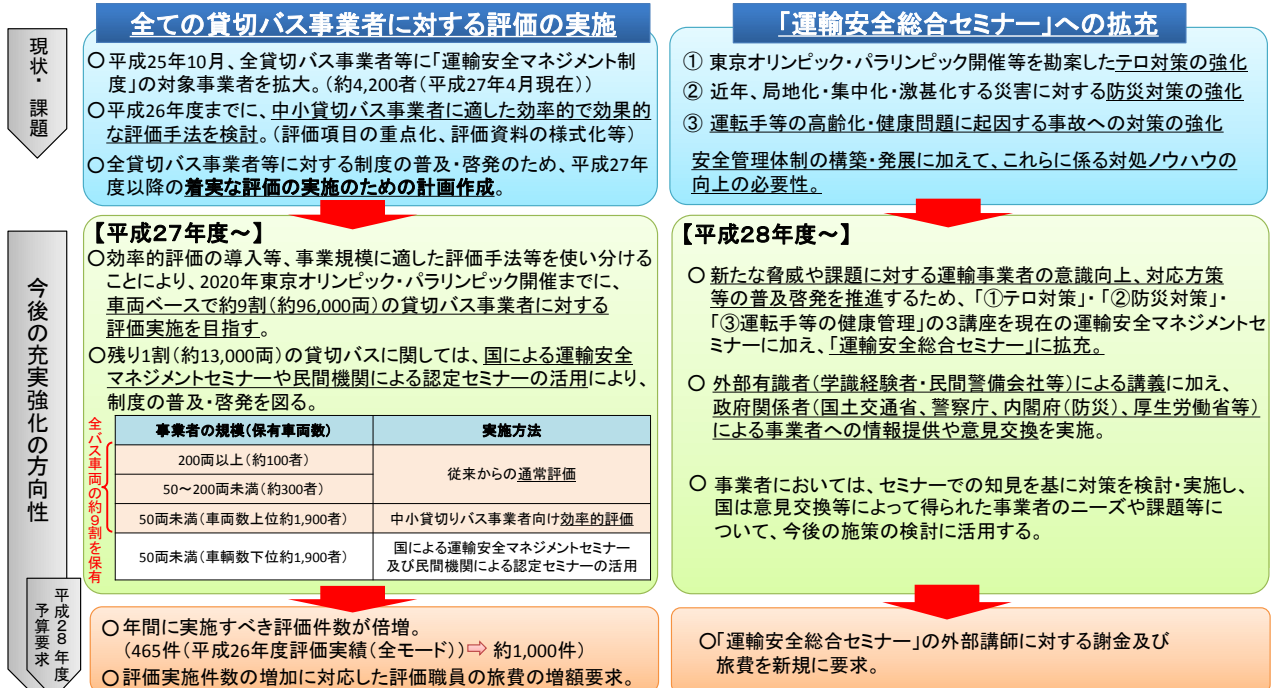 現状・課題
全ての貸切バス事業者に対する評価の実施
○平成25年10月、全貸切バス事業者等に「運輸安全マネジメント制
度」の対象事業者を拡大。（約4,200者（平成27年4月現在））
○平成26年度までに、中小貸切バス事業者に適した効率的で効果的
な評価手法を検討。（評価項目の重点化、評価資料の様式化等）
○全貸切バス事業者等に対する制度の普及・啓発のため、平成27年
度以降の着実な評価の実施のための計画作成。
「運輸安全総合セミナー」への拡充
① 東京オリンピック・パラリンピック開催等を勘案したテロ対策の強化
② 近年、局地化・集中化・激甚化する災害に対する防災対策の強化
③ 運転手等の高齢化・健康問題に起因する事故への対策の強化
安全管理体制の構築・発展に加えて、これらに係る対処ノウハウの
向上の必要性。
今後の充実強化の方向性
【平成27年度～】
○効率的評価の導入等、事業規模に適した評価手法等を使い分ける
ことにより、2020年東京オリンピック・パラリンピック開催までに、
車両ベースで約9割（約96,000両）の貸切バス事業者に対する
評価実施を目指す。
○残り1割（約13,000両）の貸切バスに関しては、国による運輸安全
マネジメントセミナーや民間機関による認定セミナーの活用により、
制度の普及・啓発を図る。
全バス車両の約9割を保有
事業者の規模（保有車両数） 実施方法
200両以上（約100者）
従来からの通常評価
50～200両未満（約300者）
50両未満（車両数上位約1,900者） 中小貸切りバス事業者向け効率的評価
50両未満（車輌数下位約1,900者） 国による運輸安全マネジメントセミナー
及び民間機関による認定セミナーの活用
【平成28年度～】
○ 新たな脅威や課題に対する運輸事業者の意識向上、対応方策
等の普及啓発を推進するため、「①テロ対策」・「②防災対策」・
「③運転手等の健康管理」の3講座を現在の運輸安全マネジメントセ
ミナーに加え、「運輸安全総合セミナー」に拡充。
○ 外部有識者（学識経験者・民間警備会社等）による講義に加え、
政府関係者（国土交通省、警察庁、内閣府（防災）、厚生労働省等）
による事業者への情報提供や意見交換を実施。
○ 事業者においては、セミナーでの知見を基に対策を検討・実施し、
国は意見交換等によって得られた事業者のニーズや課題等に
ついて、今後の施策の検討に活用する。
平成28年度
予算要求
○年間に実施すべき評価件数が倍増。
（465件（平成26年度評価実績（全モード））⇨ 約1,000件）
○評価実施件数の増加に対応した評価職員の旅費の増額要求。
○「運輸安全総合セミナー」の外部講師に対する謝金及び
旅費を新規に要求。